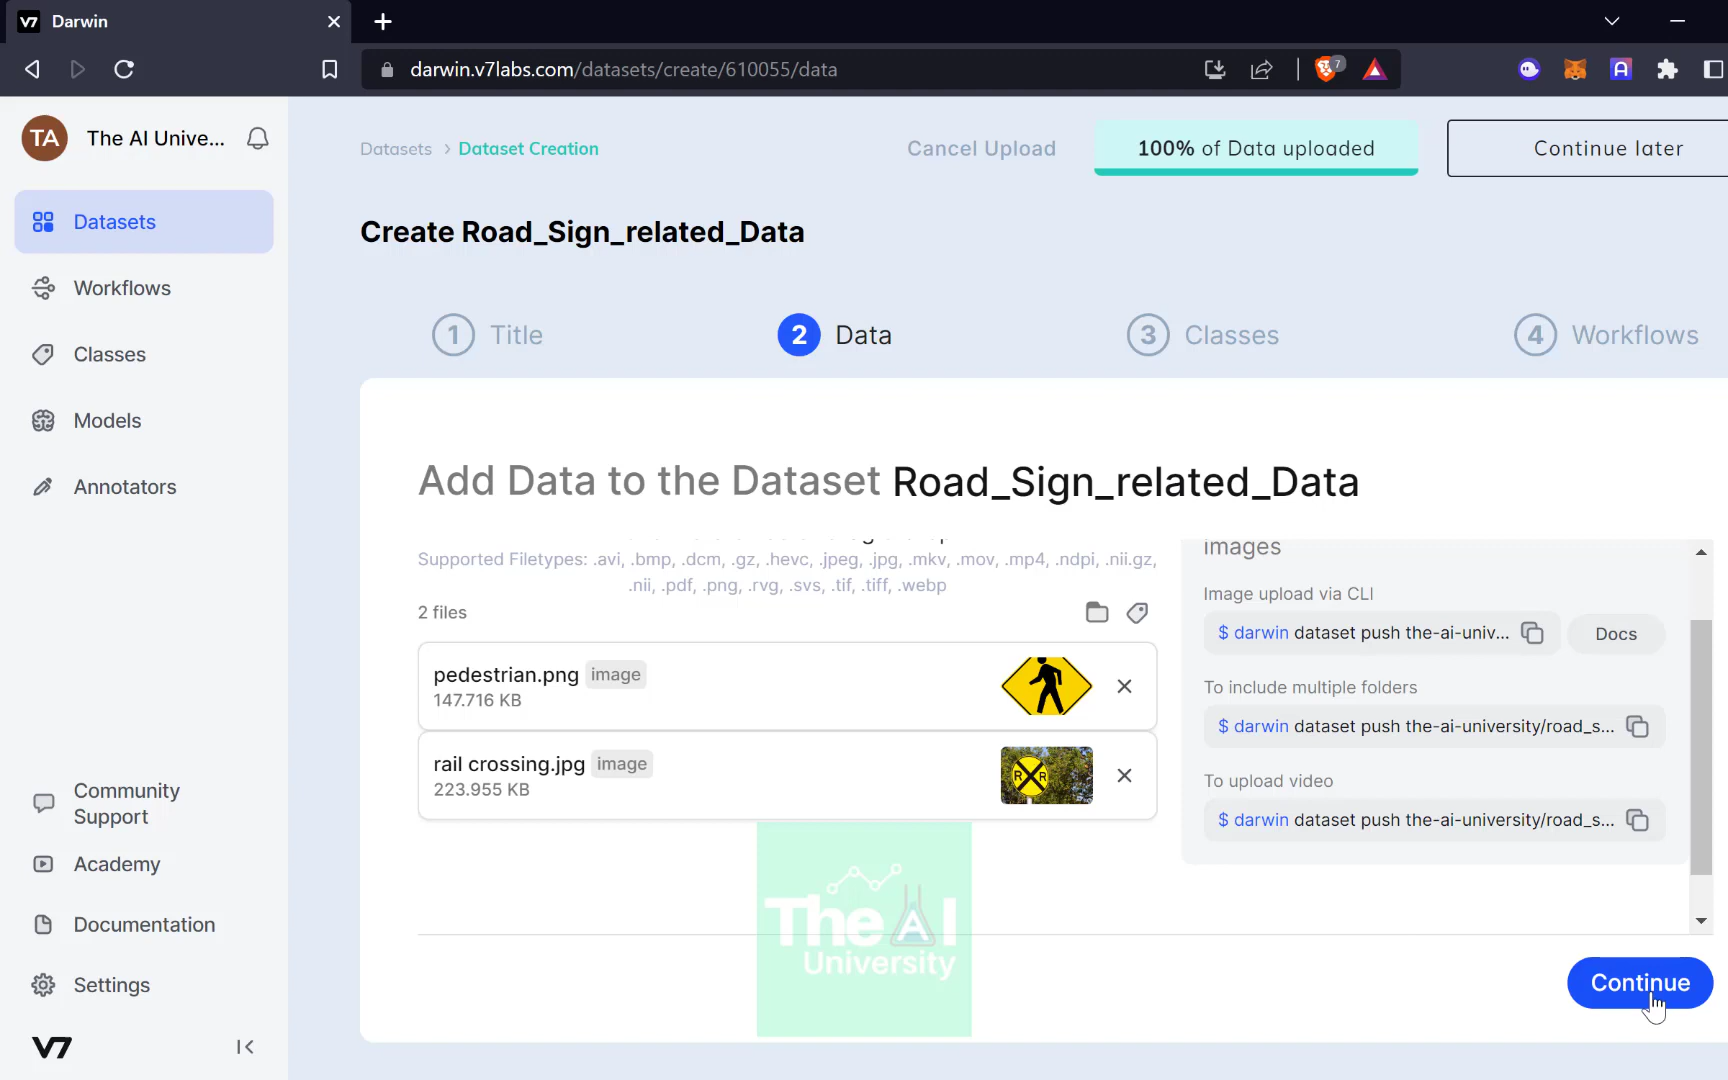 V7 Darwin
darwin.v7labs.com/datasets/create/610055/data
7
A
TA The AI Unive...
Datasets
Workflows
Classes
Models
Annotators
Community
Support
Academy
Documentation
Settings
V7
Datasets > Dataset Creation
Cancel Upload
100% of Data uploaded
Continue later
Create Road_Sign_related_Data
1 Title
2 Data
3 Classes
4 Workflows
Add Data to the Dataset Road_Sign_related_Data
Supported Filetypes: .avi, .bmp, .dcm, .gz, .hevc, .jpeg, .jpg, .mkv, .mov, .mp4, .ndpi, .nii.gz,
.nii, .pdf, .png, .rvg, .svs, .tif, .tiff, .webp
2 files
pedestrian.png image
147.716 KB
rail crossing.jpg image
223.955 KB
R R
images
Image upload via CLI
$ darwin dataset push the-ai-univ...
Docs
To include multiple folders
$ darwin dataset push the-ai-university/road_s...
To upload video
$ darwin dataset push the-ai-university/road_s...
The AI
University
Continue